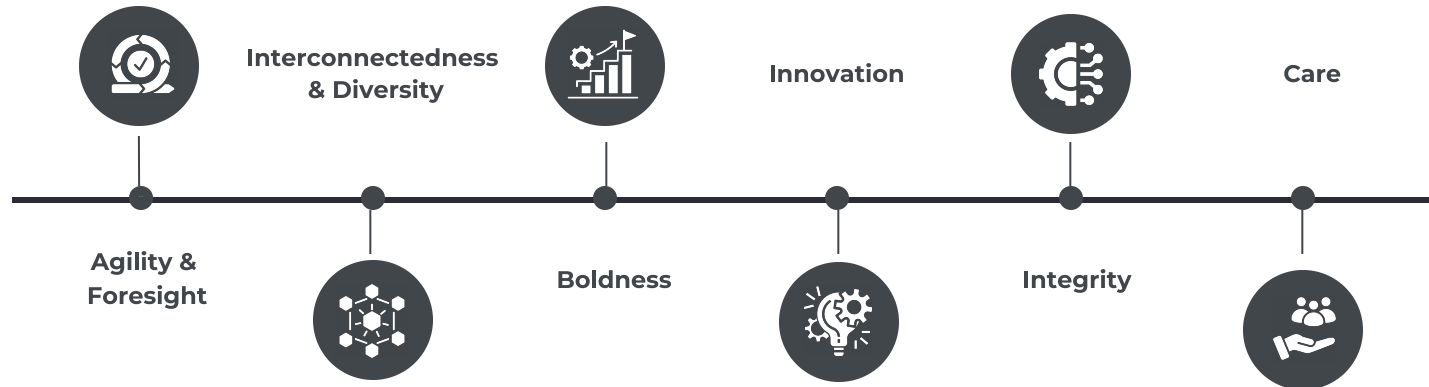 Interconnectedness
& Diversity
Innovation
Care
Agility &
Foresight
Boldness
Integrity